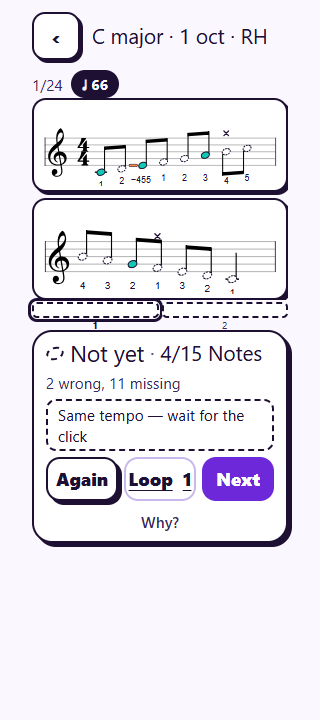 C major · 1 oct · RH
1/24 ♩66
4 4
1 2 −455 1 2 3 4 5
4 3 2 1 3 2 1
1 2
Not yet · 4/15 Notes
2 wrong, 11 missing
Same tempo — wait for the
click
Again Loop 1 Next
Why?